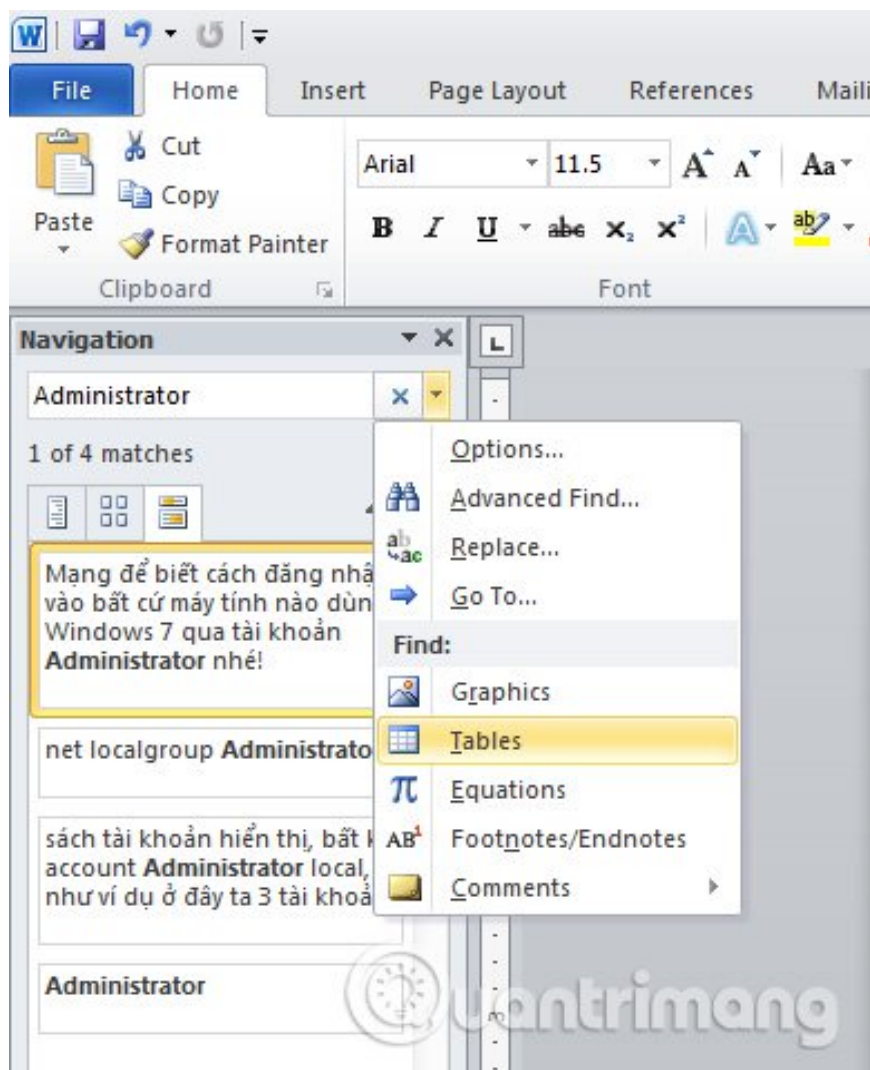 File Home Insert Page Layout References Maili
Cut
Copy
Paste
Format Painter
Clipboard
Arial 11.5
Font
Navigation
Administrator
1 of 4 matches
Mạng để biết cách đăng nhậ
vào bất cứ máy tính nào dùn
Windows 7 qua tài khoản
Administrator nhé!
net localgroup Administrato
sách tài khoản hiển thị, bất k
account Administrator local,
như ví dụ ở đây ta 3 tài khoả
Administrator
Options...
Advanced Find...
Replace...
Go To...
Find:
Graphics
Tables
Equations
Footnotes/Endnotes
Comments
Quantrimang